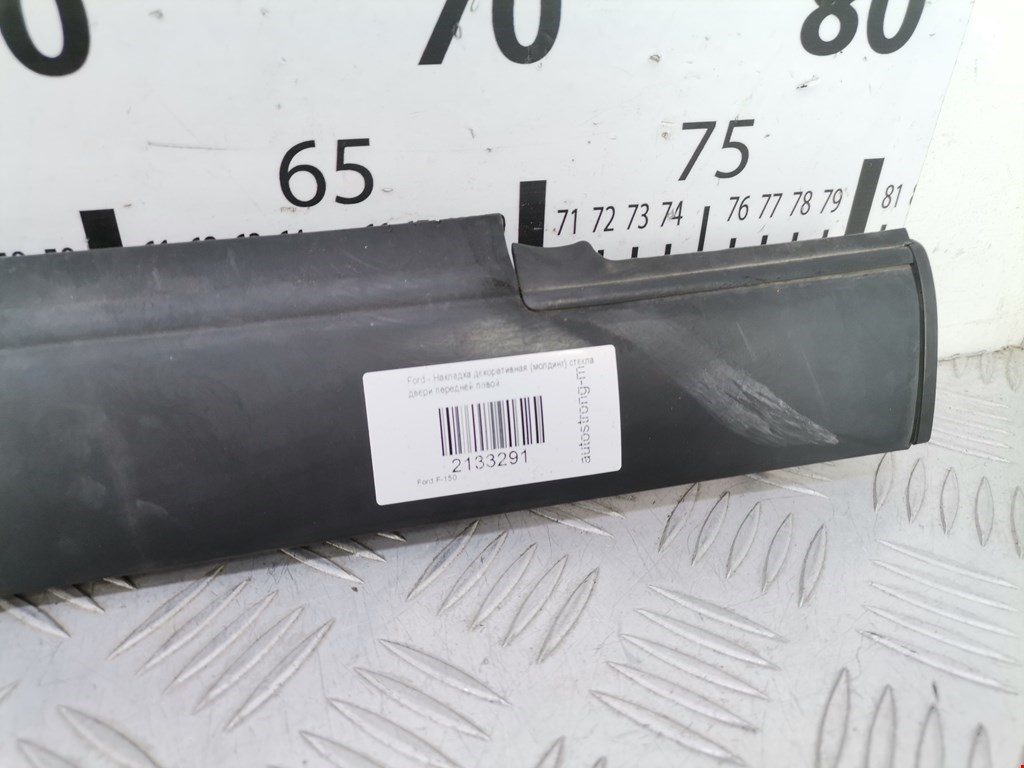 70
80
65
75
71 72 73 74 76 77 78 79 81
Ford - Накладка декоративная (молдинг) стекла
двери передней левой
2133291
Ford F-150
autostrong-m